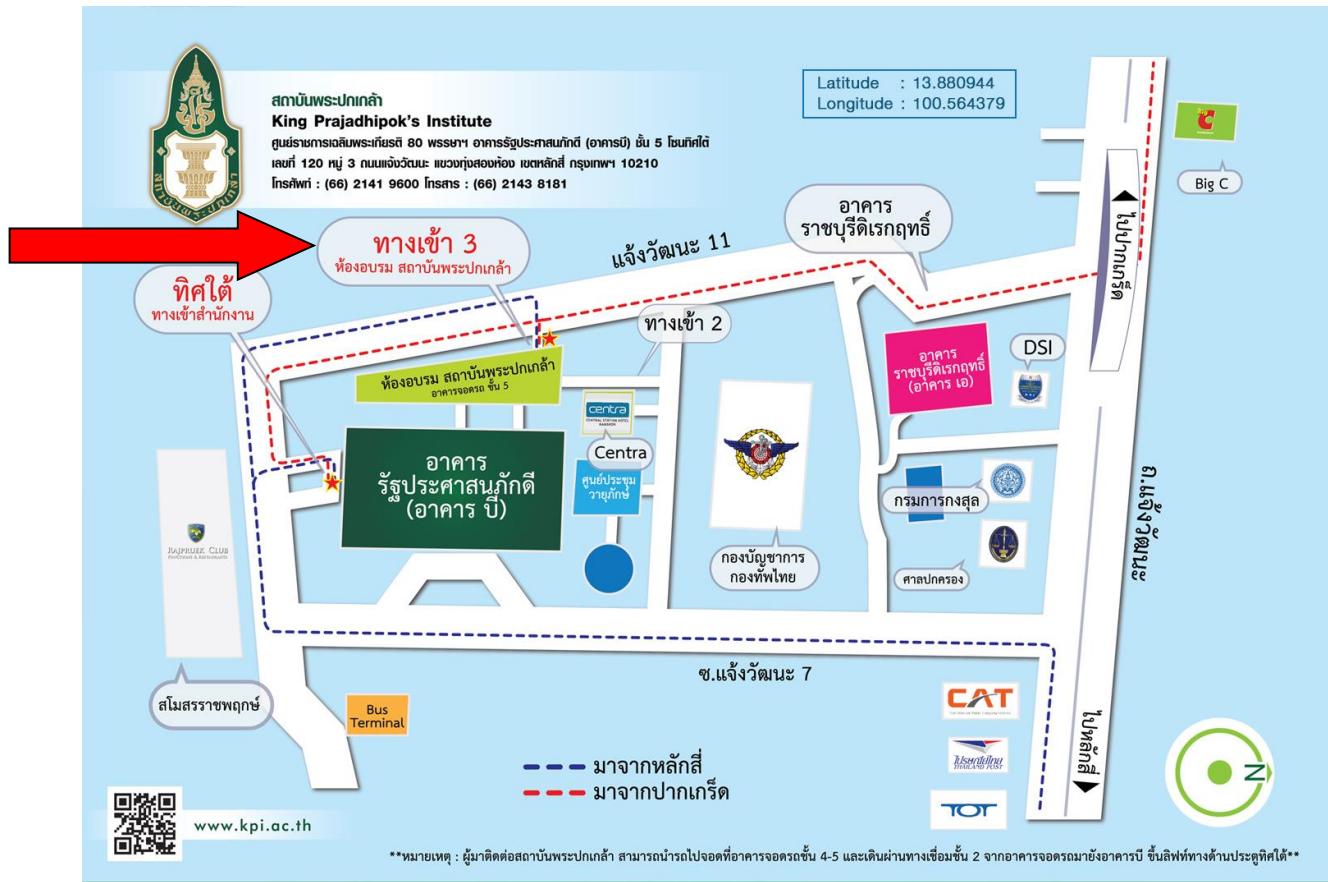 สถาบันพระปกเกล้า
King Prajadhipok's Institute
ศูนย์ราชการเฉลิมพระเกียรติ 80 พรรษาฯ อาคารรัฐประศาสนภักดี (อาคารบี) ชั้น 5 โซนทิศใต้
เลขที่ 120 หมู่ 3 ถนนแจ้งวัฒนะ แขวงทุ่งสองห้อง เขตหลักสี่ กรุงเทพฯ 10210
โทรศัพท์ : (66) 2141 9600 โทรสาร : (66) 2143 8181
สถาบันพระปกเกล้า
Latitude : 13.880944
Longitude : 100.564379
Big C
ไปปากเกร็ด
อาคาร
ราชบุรีดิเรกฤทธิ์
แจ้งวัฒนะ 11
ทางเข้า 3
ห้องอบรม สถาบันพระปกเกล้า
ทิศใต้
ทางเข้าสำนักงาน
ทางเข้า 2
ห้องอบรม สถาบันพระปกเกล้า
อาคารจอดรถ ชั้น 5
อาคาร
ราชบุรีดิเรกฤทธิ์
(อาคาร เอ)
DSI
centra
Centra
อาคาร
รัฐประศาสนภักดี
(อาคาร บี)
ศูนย์ประชุม
วายุภักษ์
กรมการกงสุล
ถ.แจ้งวัฒนะ
RAJPRUEK CLUB
กองบัญชาการ
กองทัพไทย
ศาลปกครอง
ซ.แจ้งวัฒนะ 7
สโมสรราชพฤกษ์
Bus
Terminal
CAT
ไปหลักสี่
ไปรษณีย์ไทย
THAILAND POST
TOT
N
มาจากหลักสี่
มาจากปากเกร็ด
www.kpi.ac.th
**หมายเหตุ : ผู้มาติดต่อสถาบันพระปกเกล้า สามารถนำรถไปจอดที่อาคารจอดรถชั้น 4-5 และเดินผ่านทางเชื่อมชั้น 2 จากอาคารจอดรถมายังอาคารบี ขึ้นลิฟท์ทางด้านประตูทิศใต้**